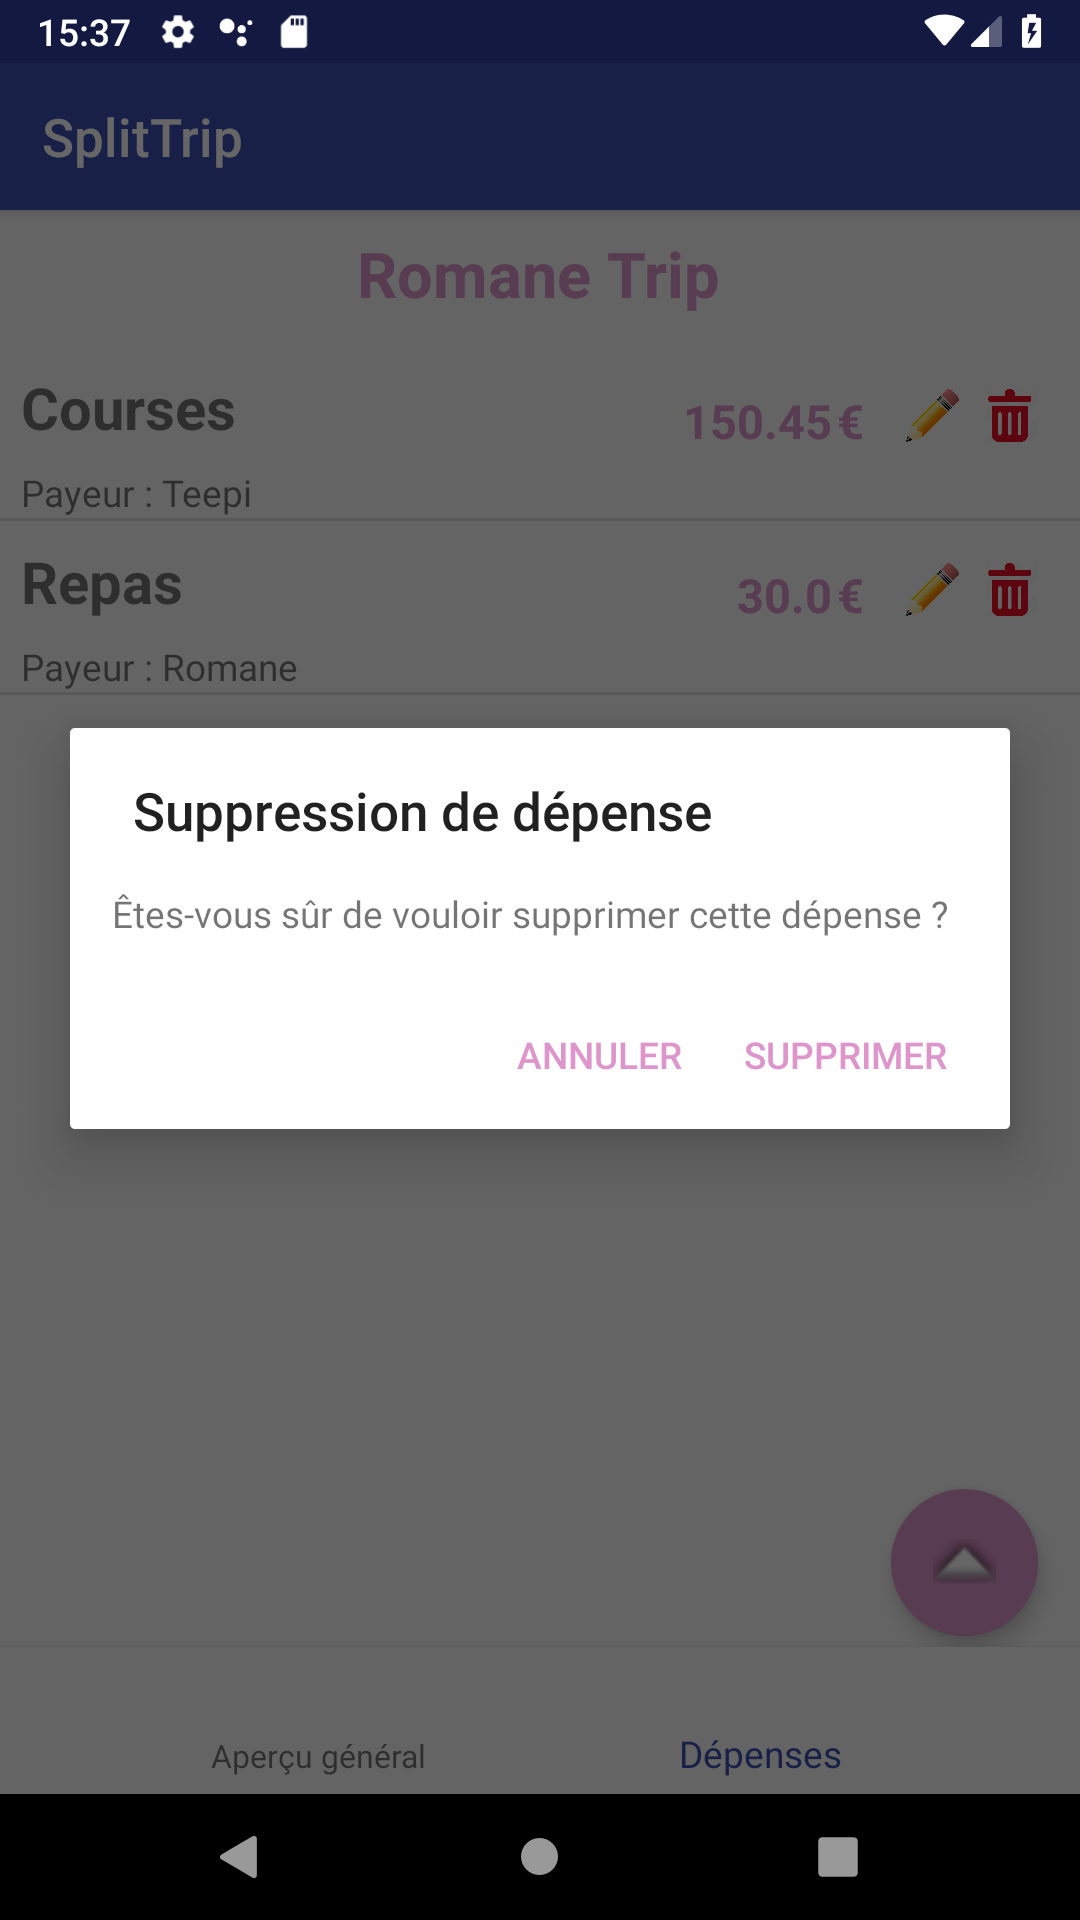 15:37
SplitTrip
Romane Trip
Courses
150.45 €
Payeur : Teepi
Repas
30.0 €
Payeur : Romane
Suppression de dépense
Êtes-vous sûr de vouloir supprimer cette dépense ?
ANNULER SUPPRIMER
Aperçu général
Dépenses